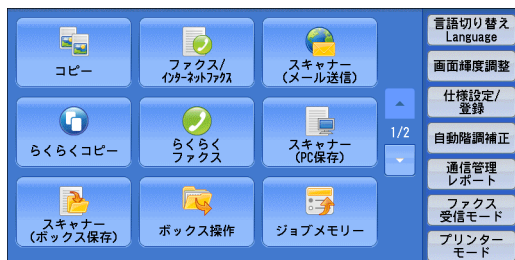 コピー
ファクス/
インターネットファクス
スキャナー
(メール送信)
らくらくコピー
らくらく
ファクス
スキャナー
(PC保存)
スキャナー
(ボックス保存)
ボックス操作
ジョブメモリー
1/2
言語切り替え
Language
画面輝度調整
仕様設定/
登録
自動階調補正
通信管理
レポート
ファクス
受信モード
プリンター
モード